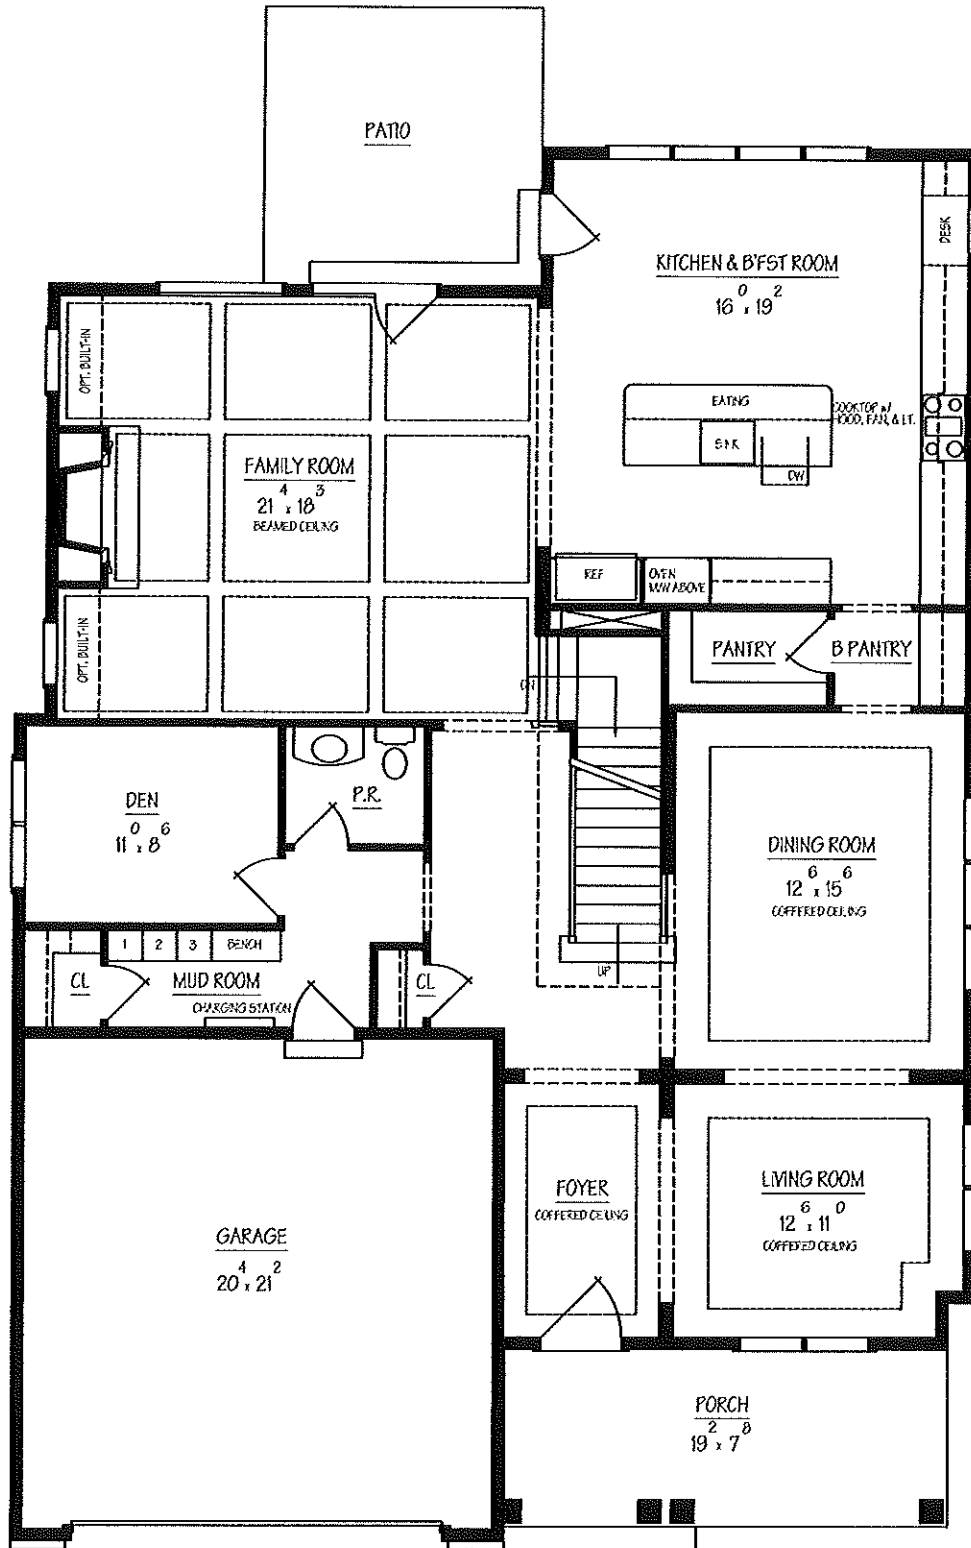 PATIO
KITCHEN & B'FST ROOM
16 0 x 19 2
DESK
EATING
COOKTOP W/
HOOD, FAN, & LT.
SINK
DW
OPT. BUILT-IN
FAMILY ROOM
21 4 x 18 3
BEAMED CEILING
OPT. BUILT-IN
REF
OVEN
M/W ABOVE
PANTRY
B PANTRY
DN
DEN
11 0 x 8 6
P.R.
DINING ROOM
12 6 x 15 6
COFFERED CEILING
1 2 3 BENCH
CL
MUD ROOM
CHARGING STATION
CL
UP
FOYER
COFFERED CEILING
LIVING ROOM
12 6 x 11 0
COFFERED CEILING
GARAGE
20 4 x 21 2
PORCH
19 2 x 7 8